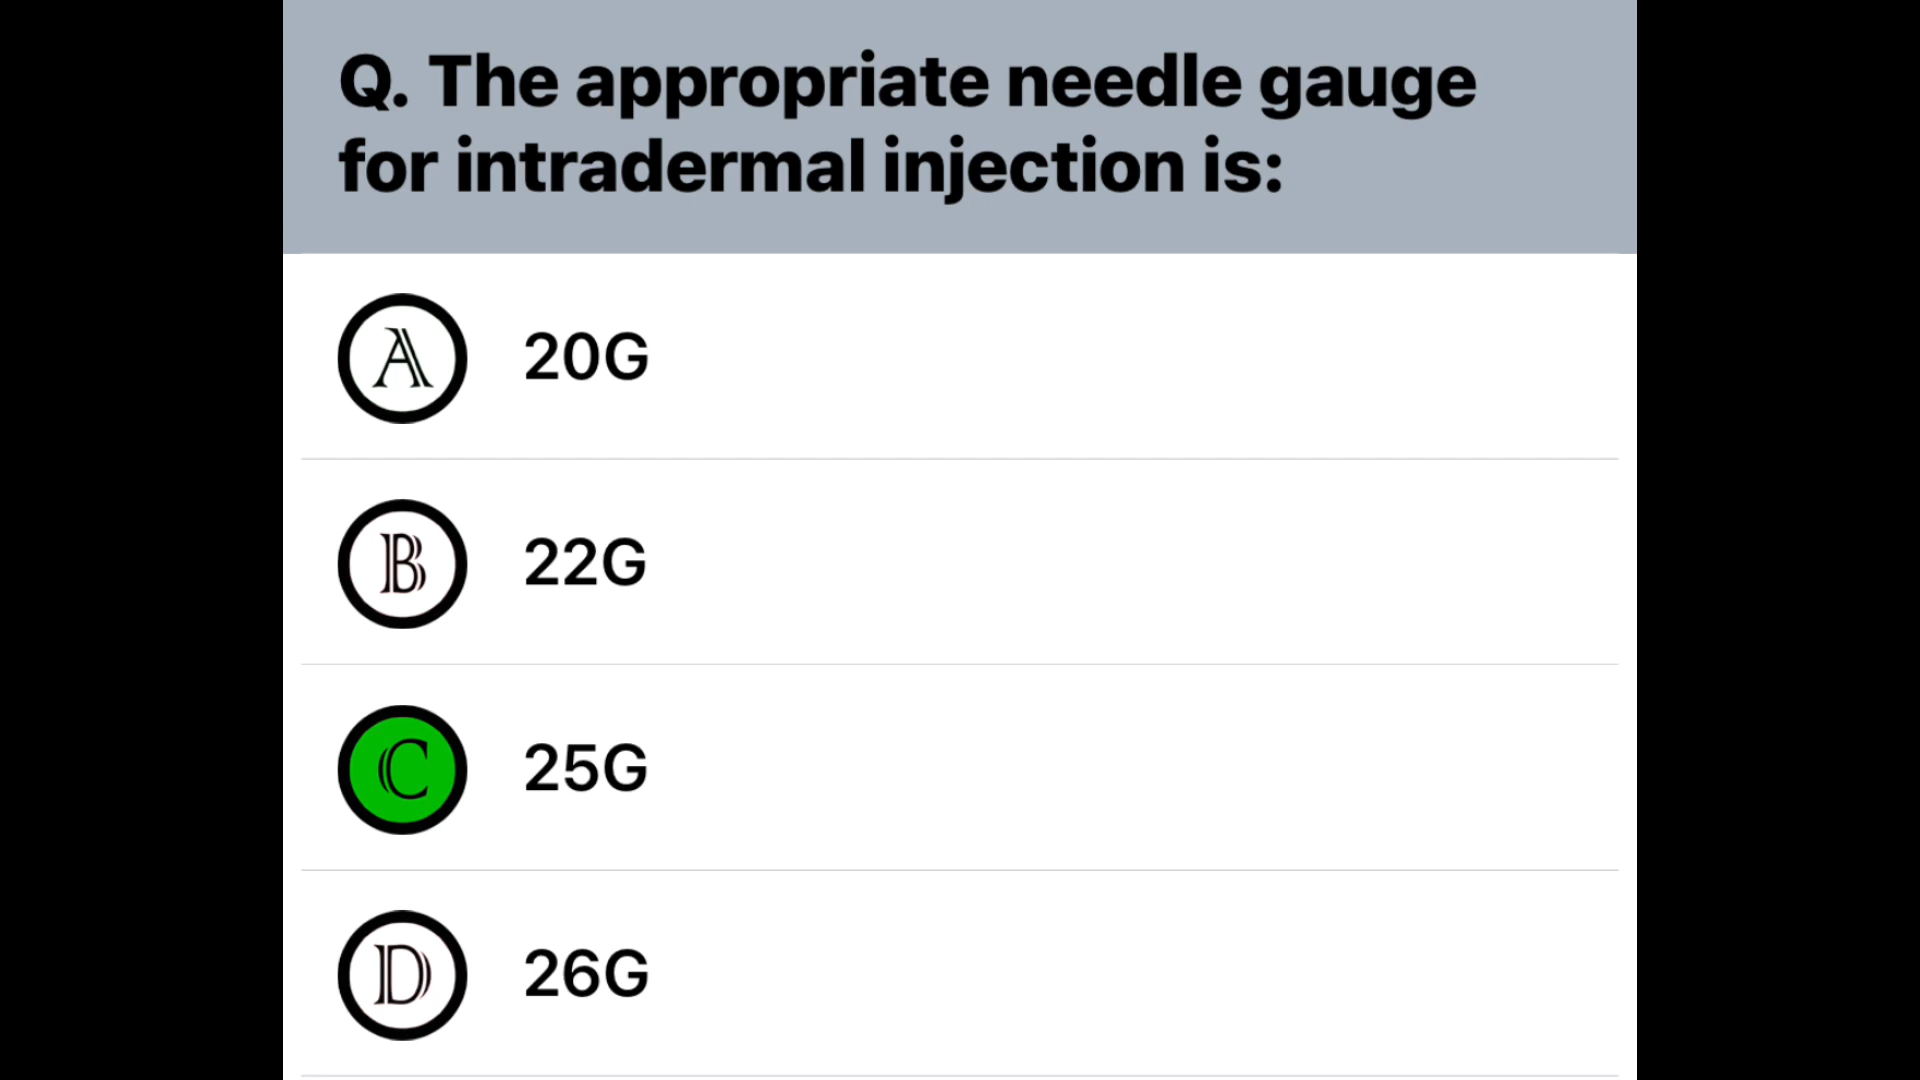 Q. The appropriate needle gauge
for intradermal injection is:
A 20G
B 22G
C 25G
D 26G